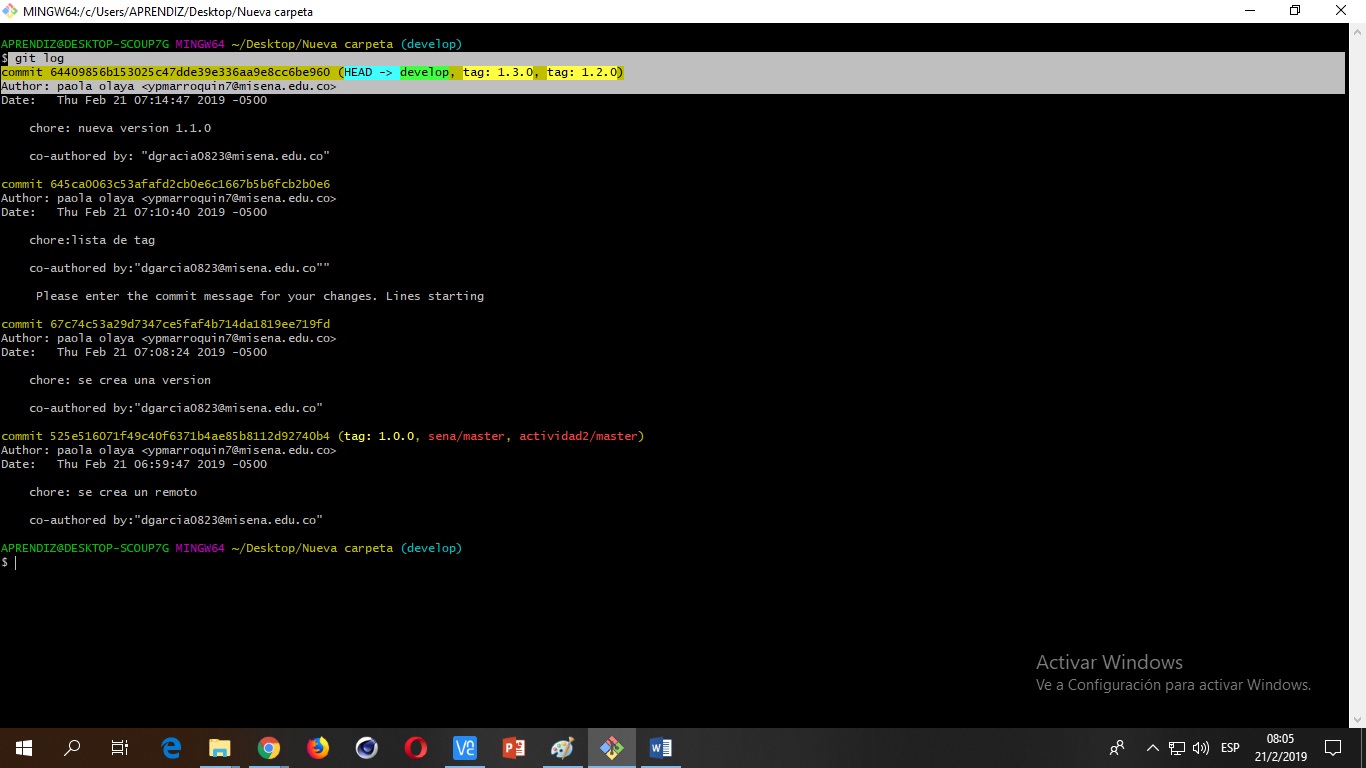 MINGW64:/c/Users/APRENDIZ/Desktop/Nueva carpeta
APRENDIZ@DESKTOP-SCOUP7G MINGW64 ~/Desktop/Nueva carpeta (develop)
$ git log
commit 64409856b153025c47dde39e336aa9e8cc6be960 (HEAD -> develop, tag: 1.3.0, tag: 1.2.0)
Author: paola olaya <ypmarroquin7@misena.edu.co>
Date:   Thu Feb 21 07:14:47 2019 -0500
chore: nueva version 1.1.0
co-authored by: "dgracia0823@misena.edu.co"
commit 645ca0063c53afafd2cb0e6c1667b5b6fcb2b0e6
Author: paola olaya <ypmarroquin7@misena.edu.co>
Date:   Thu Feb 21 07:10:40 2019 -0500
chore:lista de tag
co-authored by:"dgarcia0823@misena.edu.co""
Please enter the commit message for your changes. Lines starting
commit 67c74c53a29d7347ce5faf4b714da1819ee719fd
Author: paola olaya <ypmarroquin7@misena.edu.co>
Date:   Thu Feb 21 07:08:24 2019 -0500
chore: se crea una version
co-authored by:"dgarcia0823@misena.edu.co"
commit 525e516071f49c40f6371b4ae85b8112d92740b4 (tag: 1.0.0, sena/master, actividad2/master)
Author: paola olaya <ypmarroquin7@misena.edu.co>
Date:   Thu Feb 21 06:59:47 2019 -0500
chore: se crea un remoto
co-authored by:"dgarcia0823@misena.edu.co"
APRENDIZ@DESKTOP-SCOUP7G MINGW64 ~/Desktop/Nueva carpeta (develop)
$
Activar Windows
Ve a Configuración para activar Windows.
ESP
08:05
21/2/2019